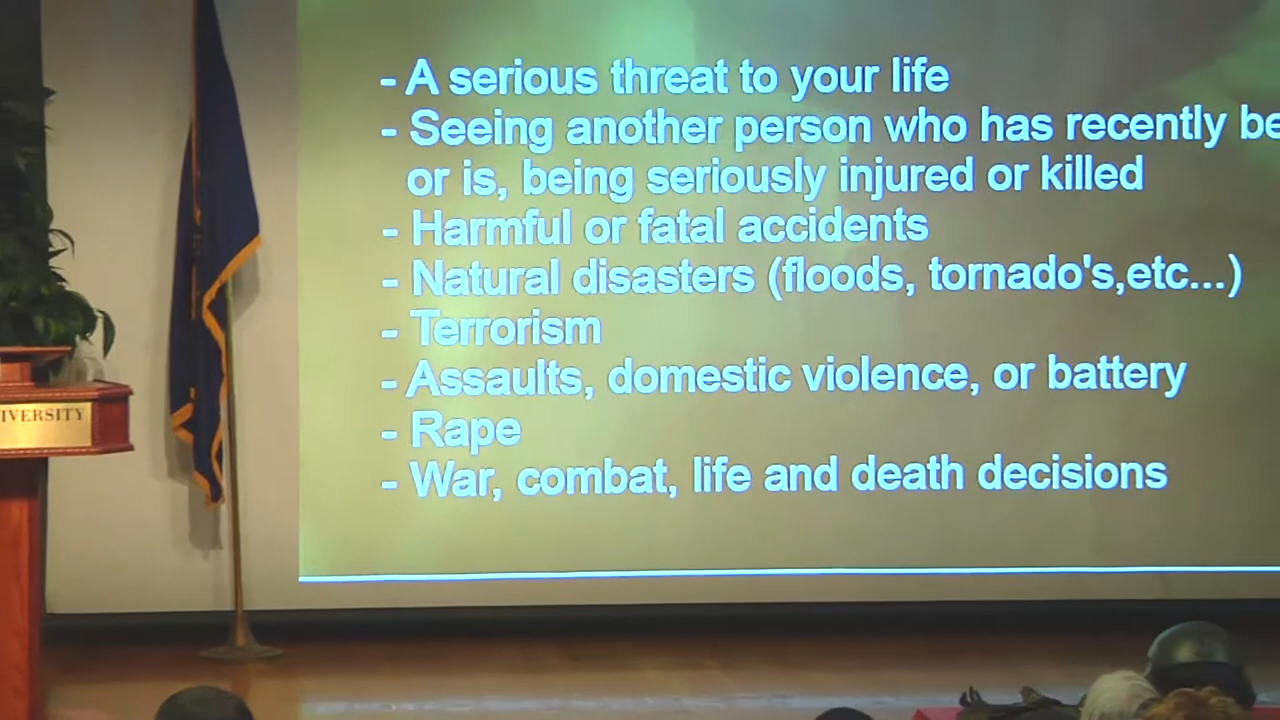 - A serious threat to your life
- Seeing another person who has recently
or is, being seriously injured or killed
- Harmful or fatal accidents
- Natural disasters (floods, tornado's,etc...)
- Terrorism
- Assaults, domestic violence, or battery
- Rape
- War, combat, life and death decisions
IVERSITY